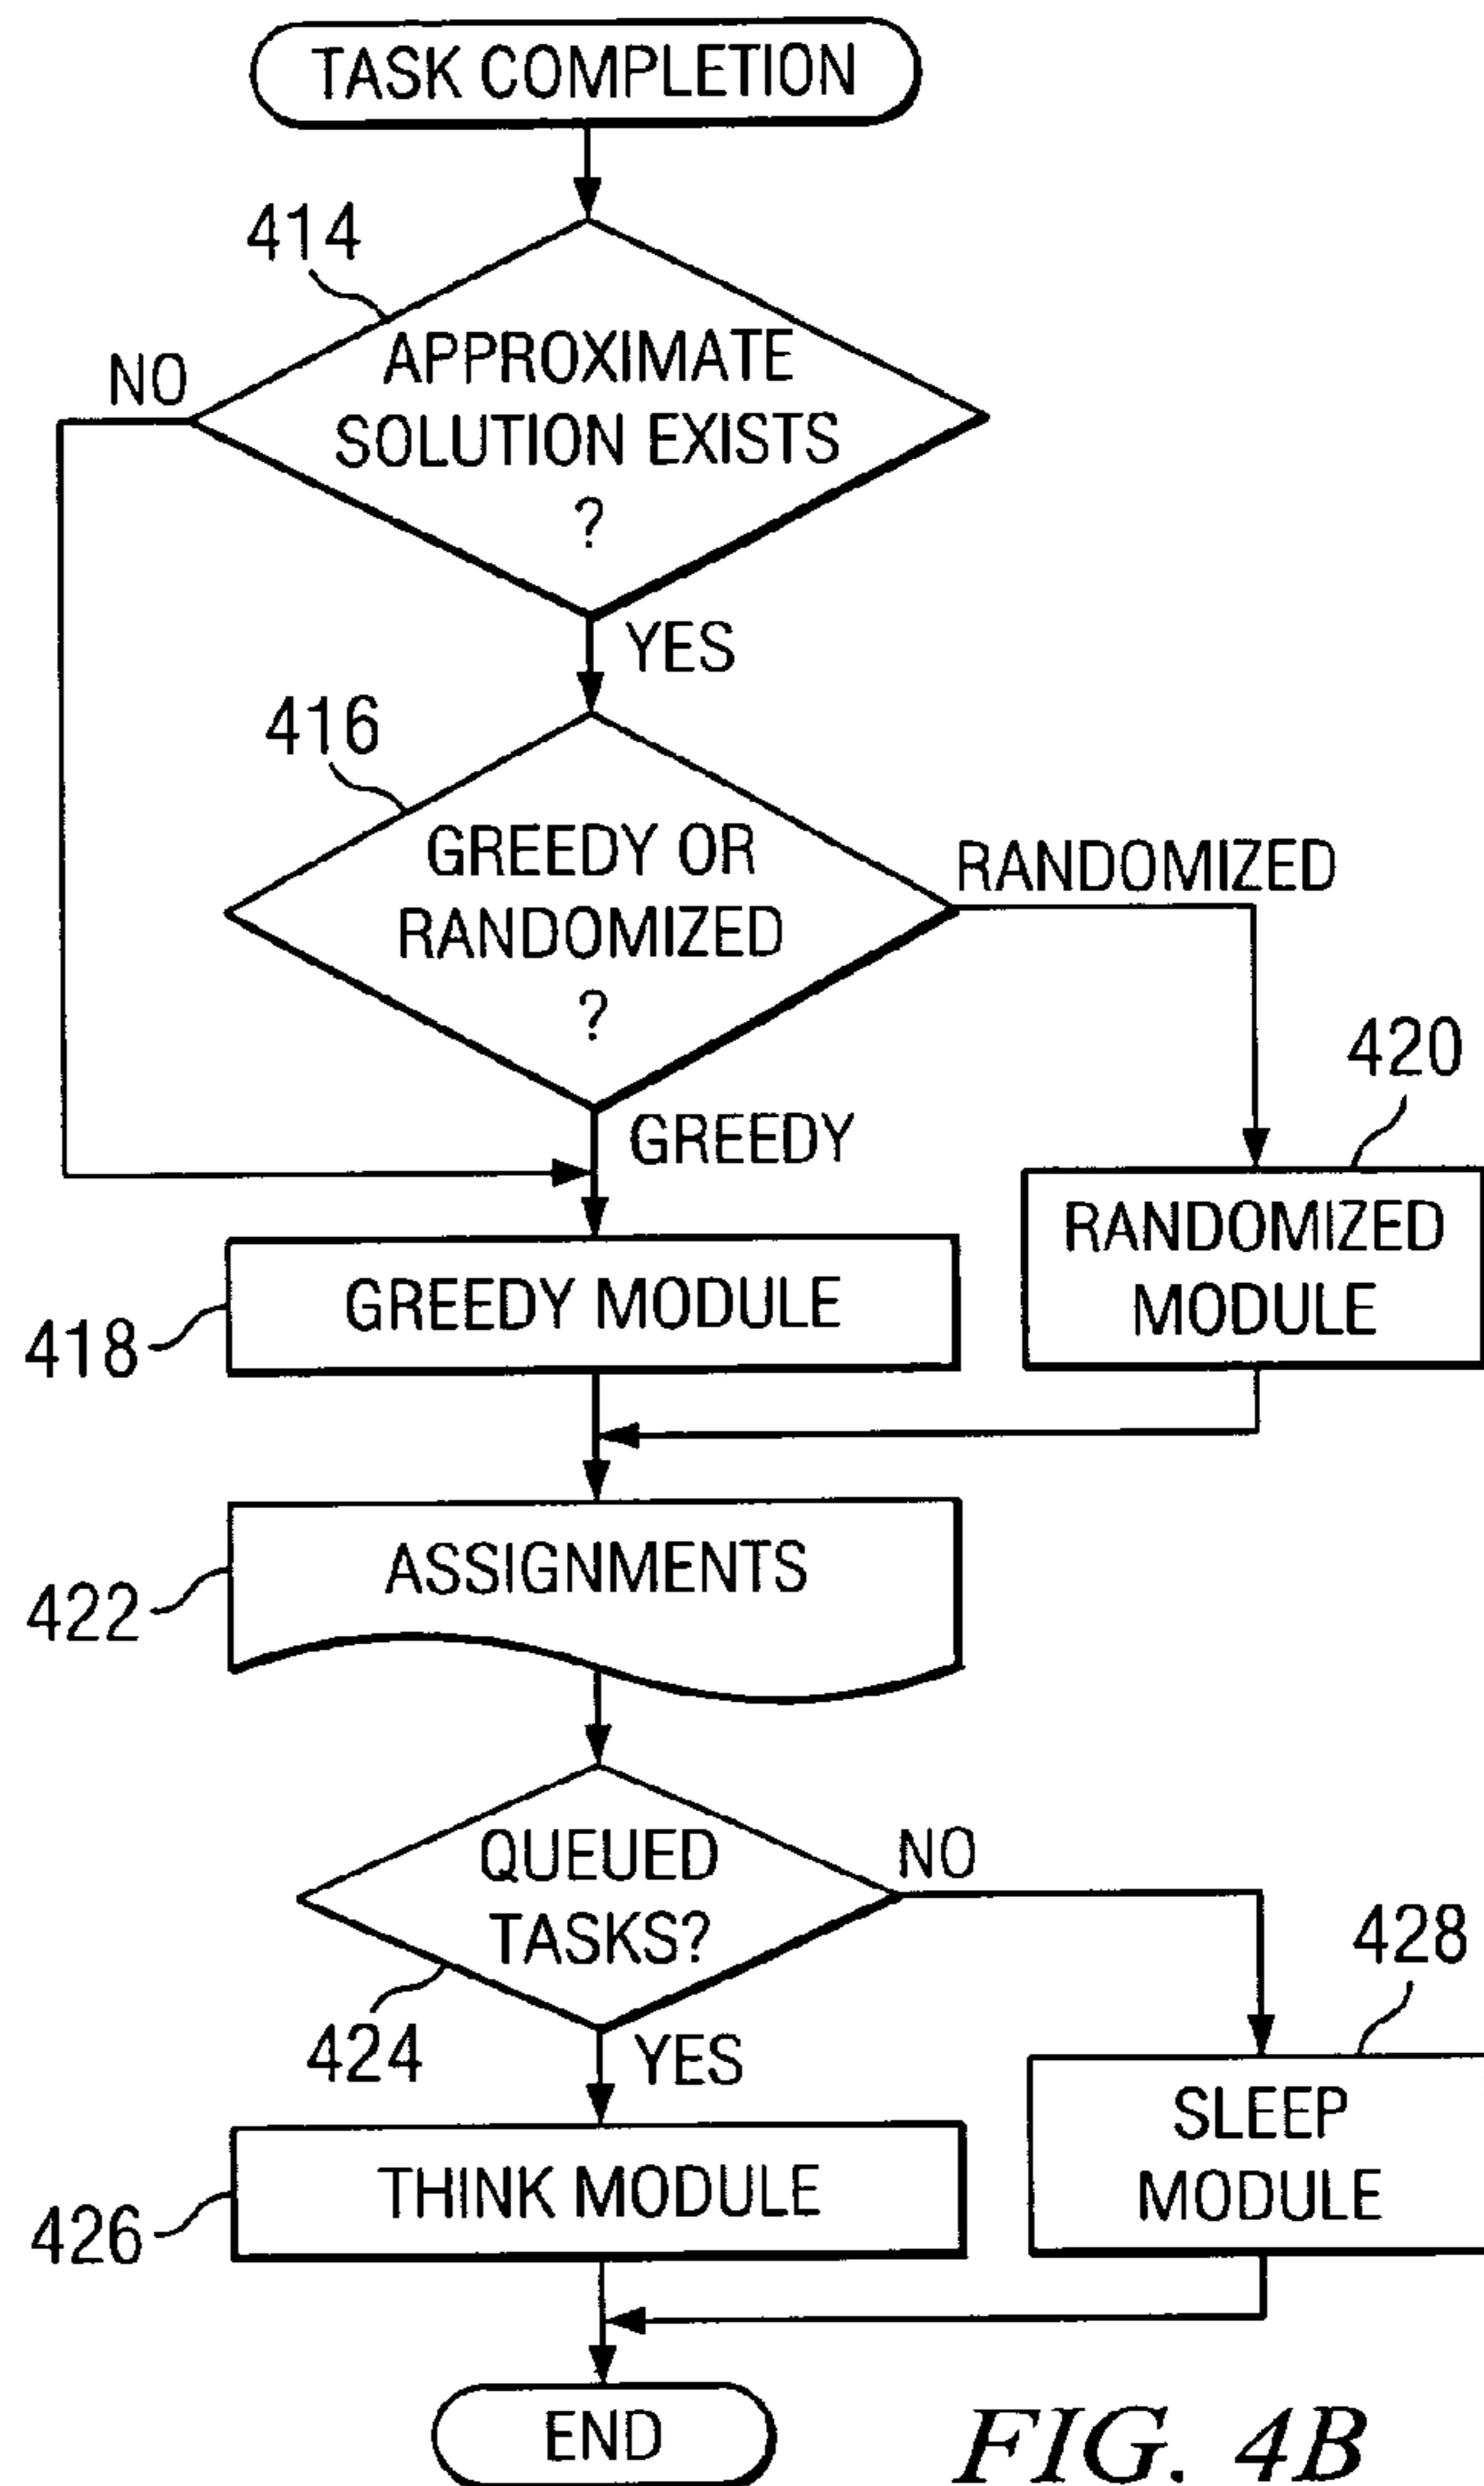 TASK COMPLETION
414
NO
APPROXIMATE
SOLUTION EXISTS
?
YES
416
GREEDY OR
RANDOMIZED
?
RANDOMIZED
GREEDY
420
RANDOMIZED
MODULE
GREEDY MODULE
418
ASSIGNMENTS
422
QUEUED
TASKS?
NO
424
YES
428
SLEEP
MODULE
THINK MODULE
426
END
FIG. 4B